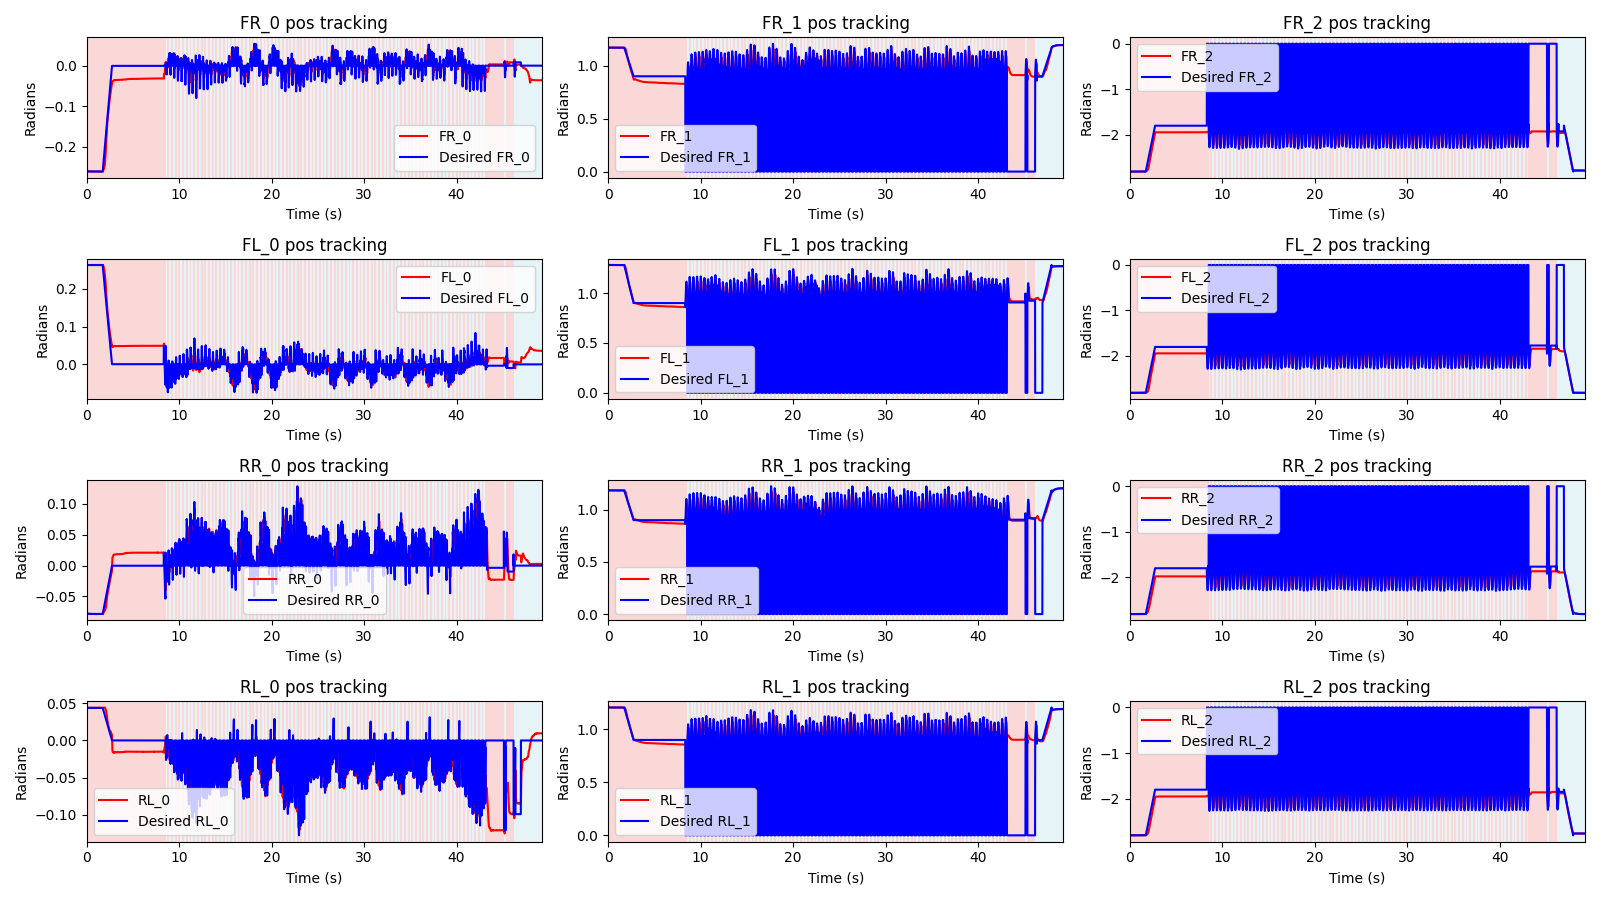 FR_0 pos tracking
0.0
−0.1
−0.2
Radians
FR_0
Desired FR_0
0 10 20 30 40
Time (s)
FR_1 pos tracking
1.0
0.5
0.0
Radians
FR_1
Desired FR_1
0 10 20 30 40
Time (s)
FR_2 pos tracking
0
−1
−2
Radians
FR_2
Desired FR_2
0 10 20 30 40
Time (s)
FL_0 pos tracking
0.2
0.1
0.0
Radians
FL_0
Desired FL_0
0 10 20 30 40
Time (s)
FL_1 pos tracking
1.0
0.5
0.0
Radians
FL_1
Desired FL_1
0 10 20 30 40
Time (s)
FL_2 pos tracking
0
−1
−2
Radians
FL_2
Desired FL_2
0 10 20 30 40
Time (s)
RR_0 pos tracking
0.10
0.05
0.00
−0.05
Radians
RR_0
Desired RR_0
0 10 20 30 40
Time (s)
RR_1 pos tracking
1.0
0.5
0.0
Radians
RR_1
Desired RR_1
0 10 20 30 40
Time (s)
RR_2 pos tracking
0
−1
−2
Radians
RR_2
Desired RR_2
0 10 20 30 40
Time (s)
RL_0 pos tracking
0.05
0.00
−0.05
−0.10
Radians
RL_0
Desired RL_0
0 10 20 30 40
Time (s)
RL_1 pos tracking
1.0
0.5
0.0
Radians
RL_1
Desired RL_1
0 10 20 30 40
Time (s)
RL_2 pos tracking
0
−1
−2
Radians
RL_2
Desired RL_2
0 10 20 30 40
Time (s)